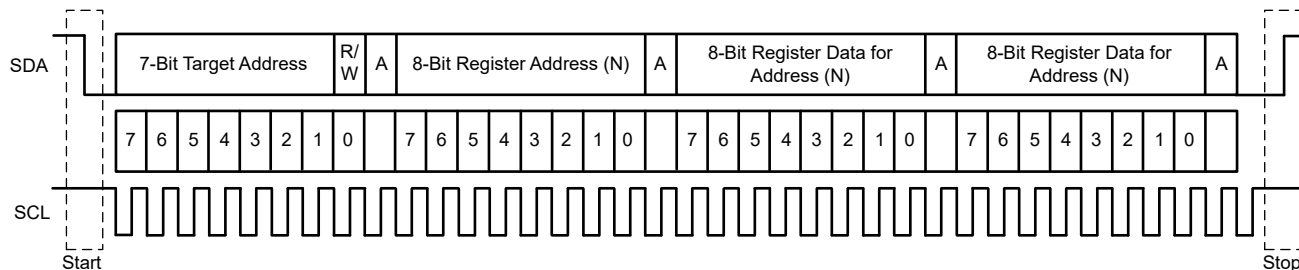 SDA
7-Bit Target Address
R/
W
A
8-Bit Register Address (N)
A
8-Bit Register Data for
Address (N)
A
8-Bit Register Data for
Address (N)
A
7 6 5 4 3 2 1 0 7 6 5 4 3 2 1 0 7 6 5 4 3 2 1 0 7 6 5 4 3 2 1 0
SCL
Start
Stop